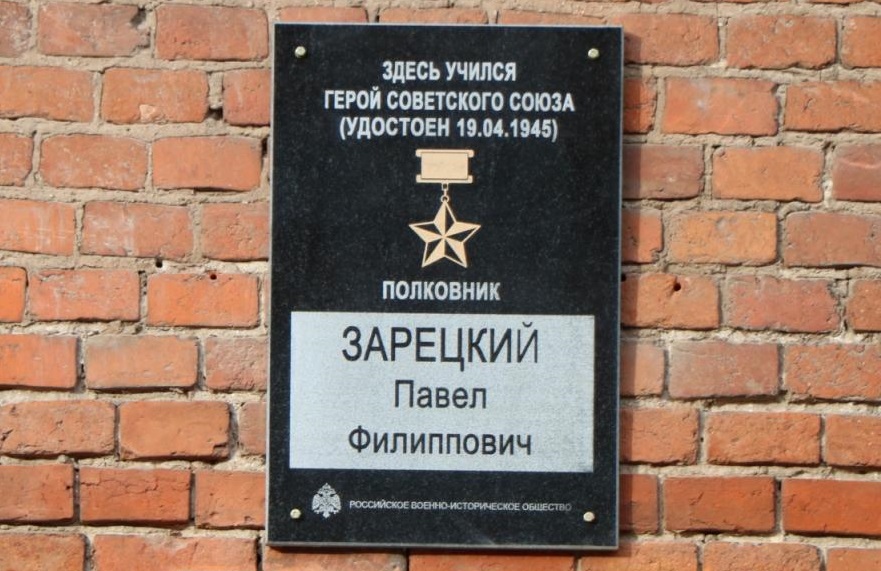 ЗДЕСЬ УЧИЛСЯ
ГЕРОЙ СОВЕТСКОГО СОЮЗА
(УДОСТОЕН 19.04.1945)
ПОЛКОВНИК
ЗАРЕЦКИЙ
Павел
Филиппович
РОССИЙСКОЕ ВОЕННО-ИСТОРИЧЕСКОЕ ОБЩЕСТВО